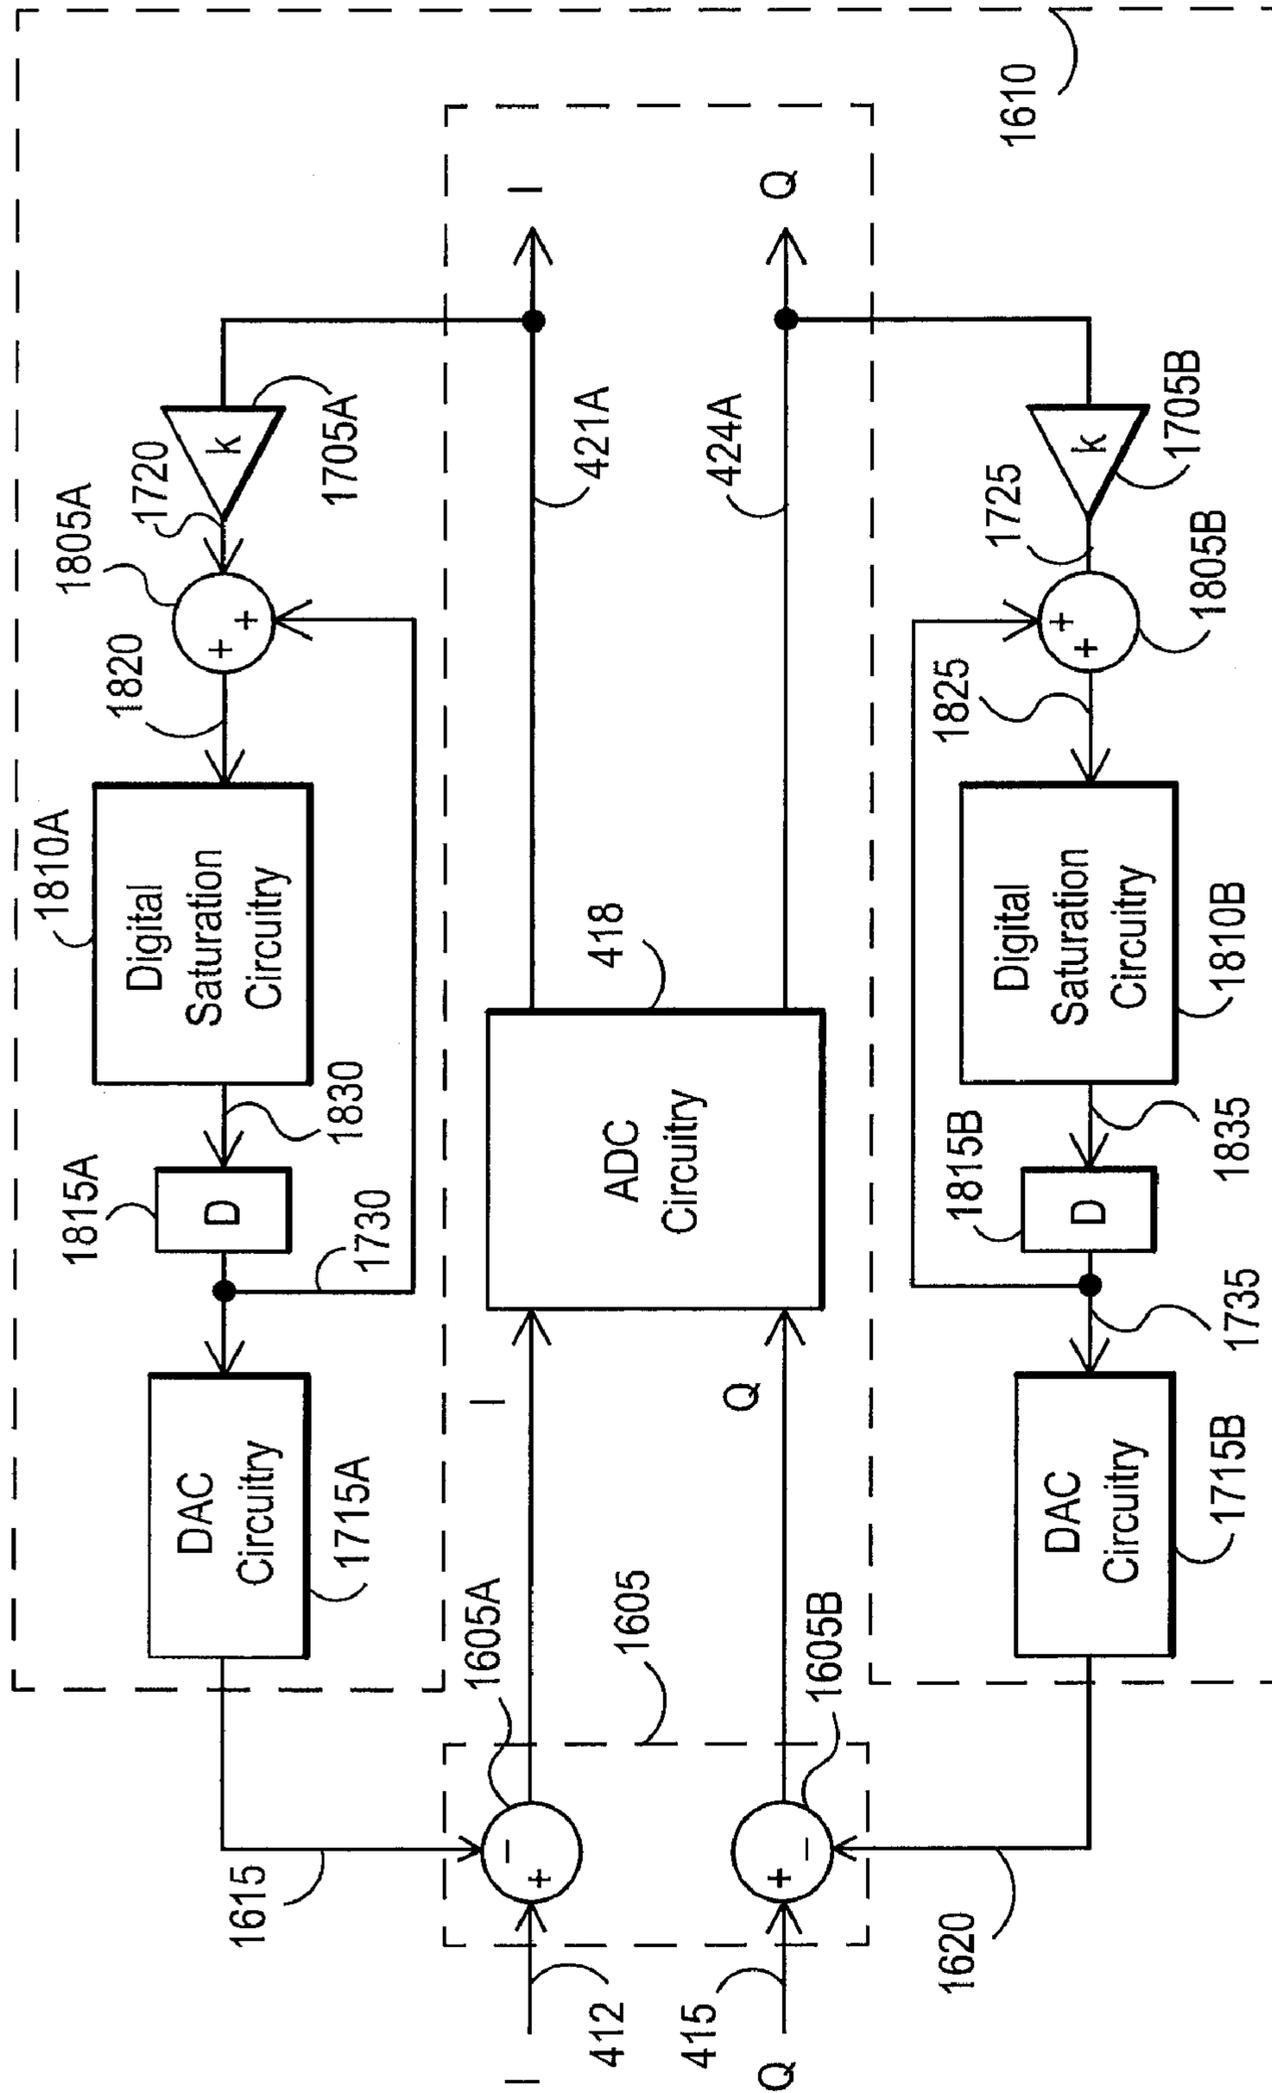 1610
I
Q
1705A
1720
k
1805A
+
+
1820
1810A
Digital
Saturation
Circuitry
1830
1815A
D
1730
DAC
Circuitry
1715A
1615
421A
424A
418
ADC
Circuitry
I
Q
1605A
1605
1605B
−
+
−
+
I
412
415
Q
1705B
k
1725
1805B
+
+
1825
Digital
Saturation
Circuitry
1810B
1835
1815B
D
1735
DAC
Circuitry
1715B
1620